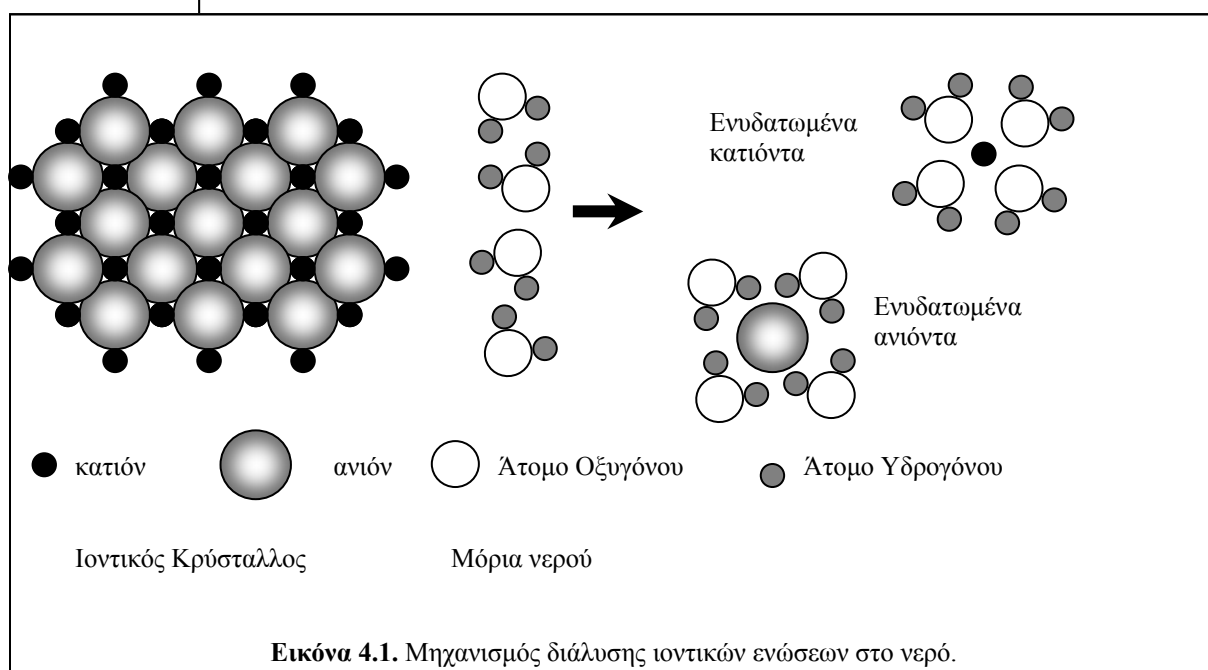 Ενυδατωμένα
κατιόντα
Ενυδατωμένα
ανιόντα
κατιόν ανιόν Άτομο Οξυγόνου Άτομο Υδρογόνου
Ιοντικός Κρύσταλλος Μόρια νερού
Εικόνα 4.1. Μηχανισμός διάλυσης ιοντικών ενώσεων στο νερό.